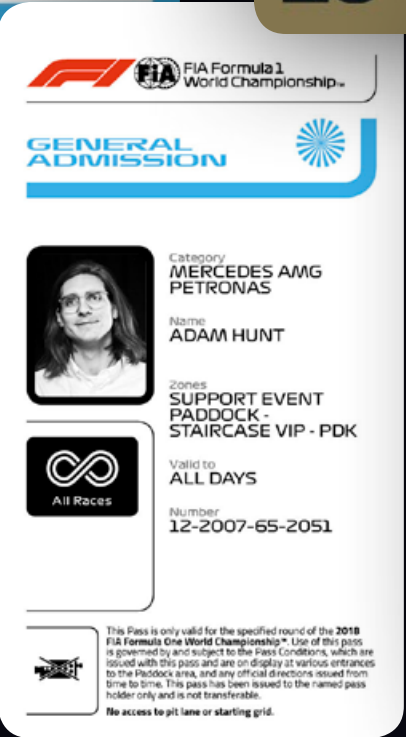 FIA FIA Formula 1
World Championship™
GENERAL
ADMISSION
Category
MERCEDES AMG
PETRONAS
Name
ADAM HUNT
Zones
SUPPORT EVENT
PADDOCK -
STAIRCASE VIP - PDK
Valid to
ALL DAYS
Number
12-2007-65-2051
All Races
This Pass is only valid for the specified round of the 2018
FIA Formula One World Championship™. Use of this pass
is governed by and subject to the Pass Conditions, which are
issued with this pass and are on display at various entrances
to the Paddock area, and any official directions issued from
time to time. This pass has been issued to the named pass
holder only and is not transferable.
No access to pit lane or starting grid.